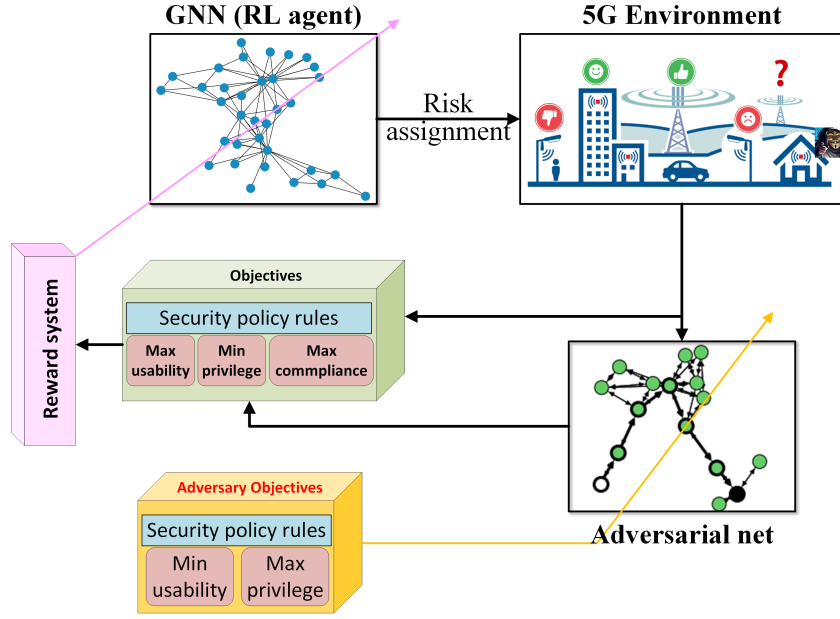 GNN (RL agent)
5G Environment
Risk
assignment
?
Objectives
Security policy rules
Max
usability
Min
privilege
Max
commpliance
Reward system
Adversary Objectives
Security policy rules
Min
usability
Max
privilege
Adversarial net